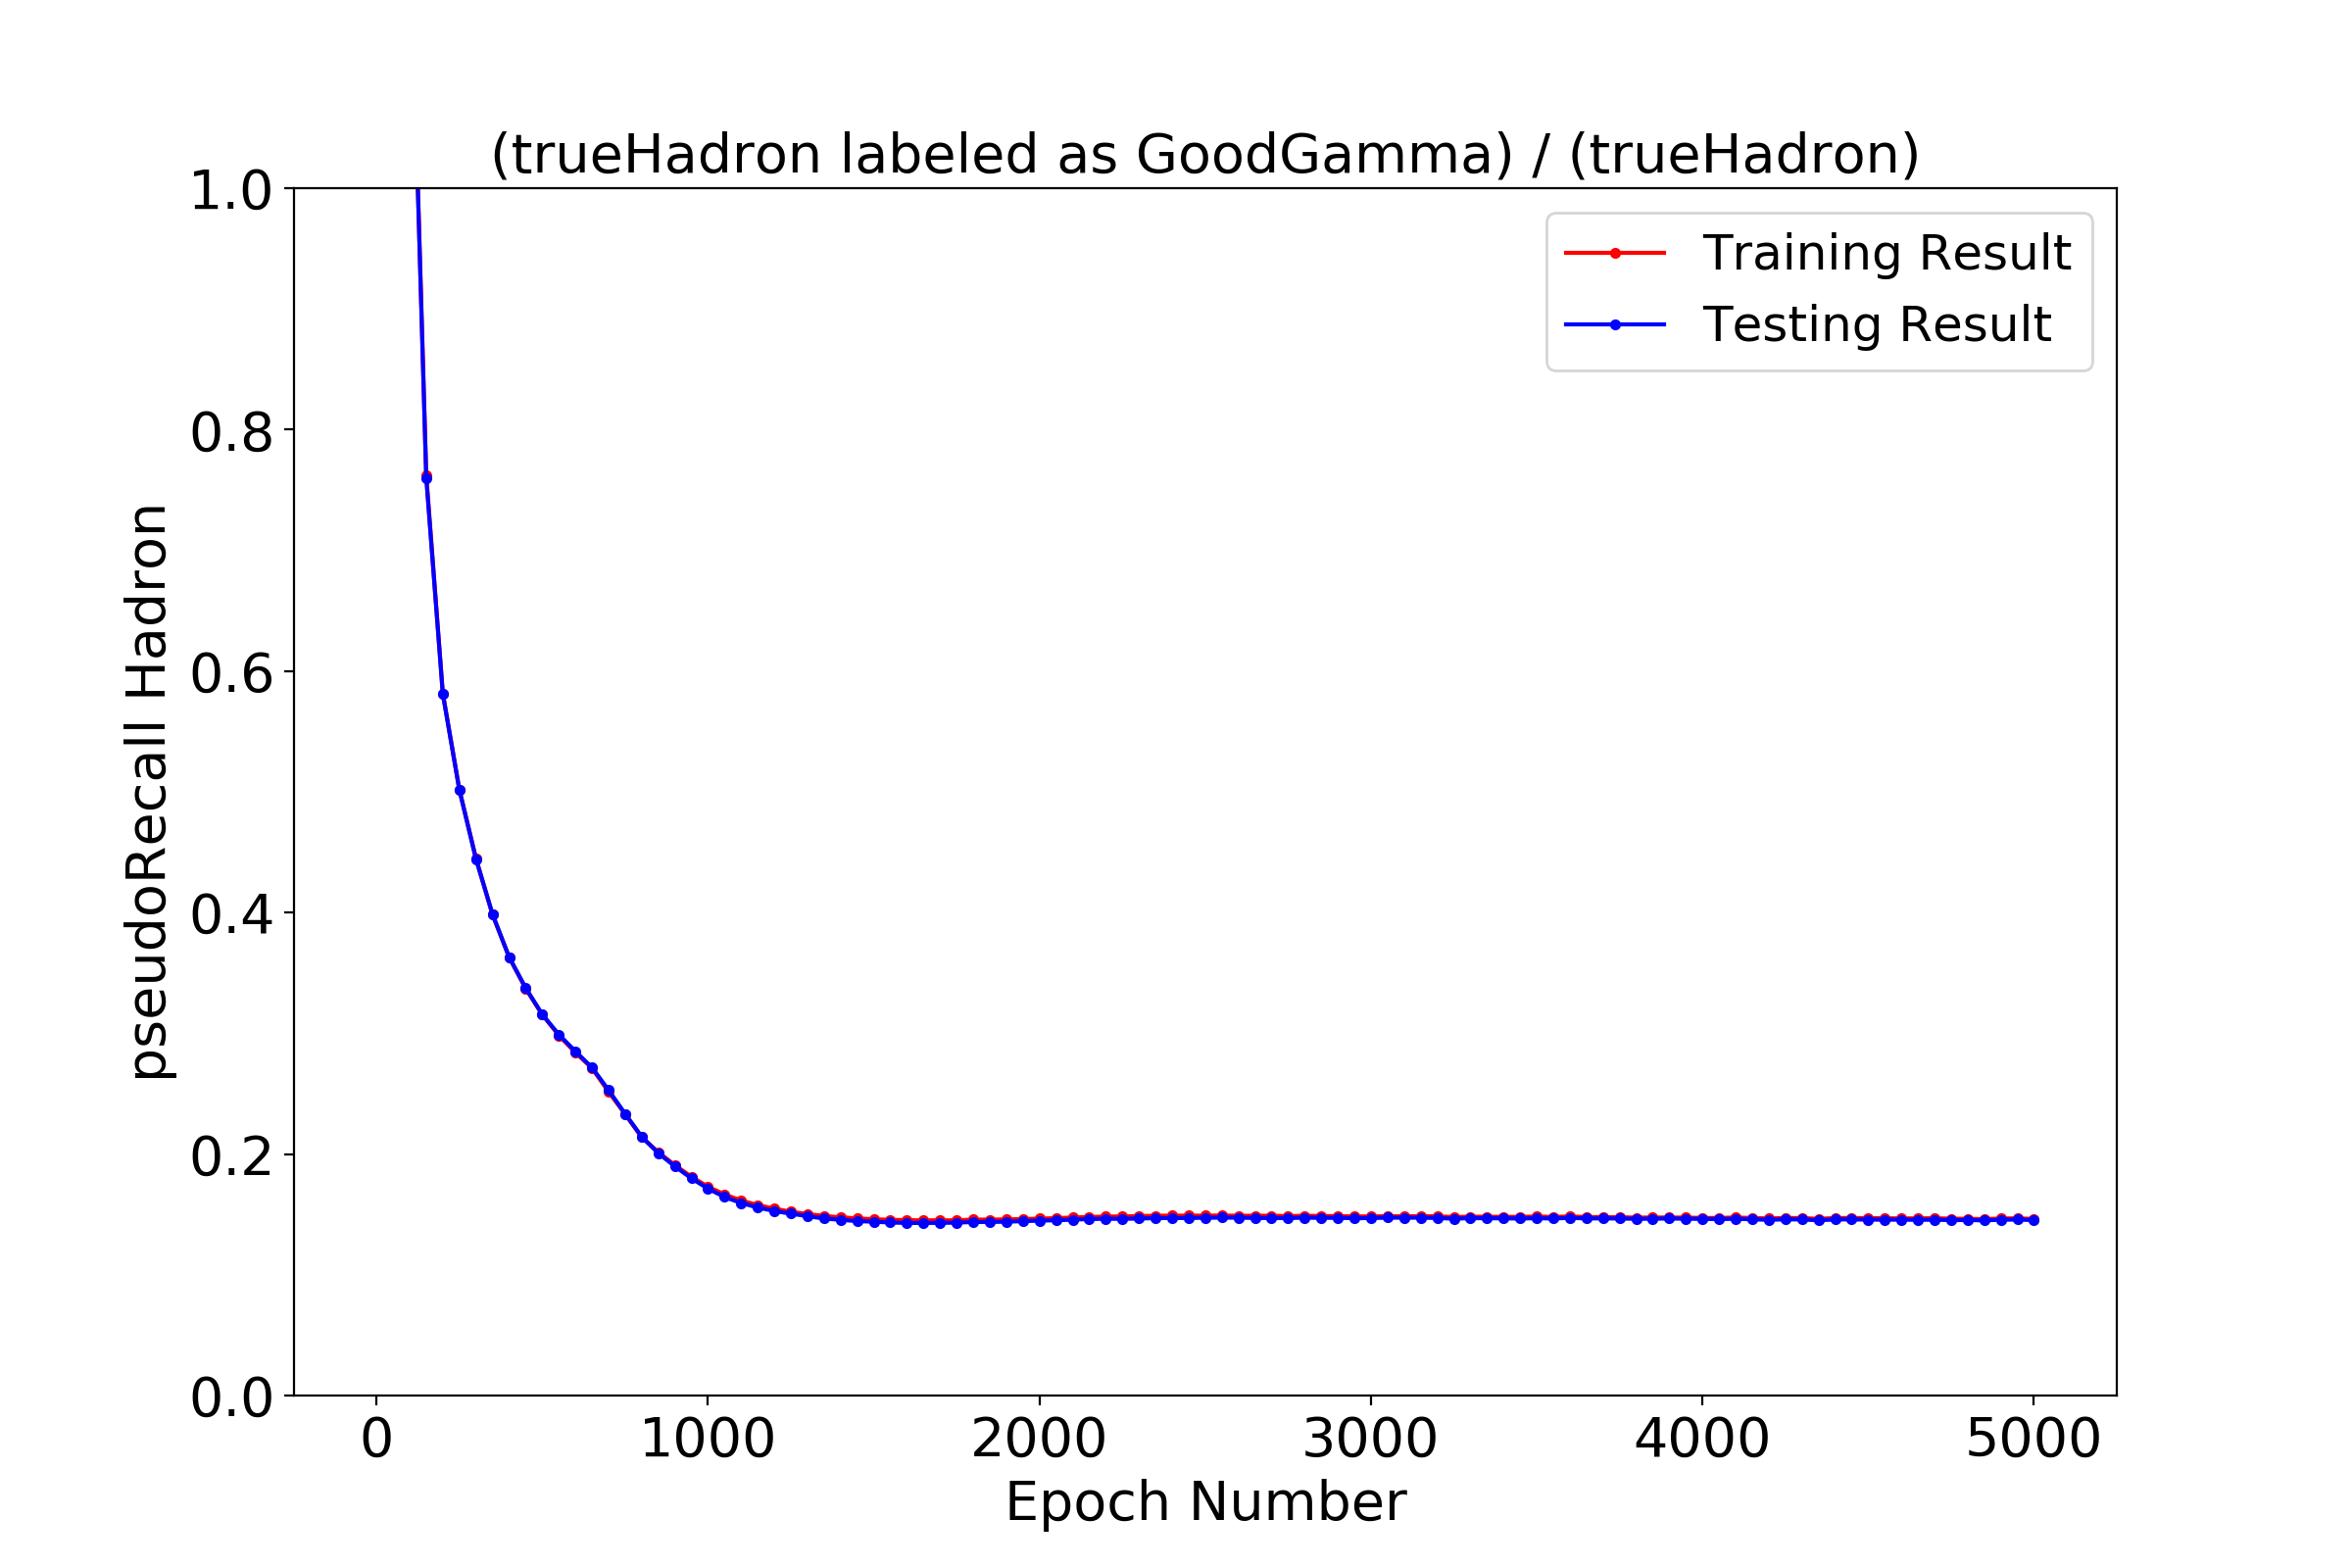 (trueHadron labeled as GoodGamma) / (trueHadron)
1.0
Training Result
Testing Result
0.8
0.6
pseudoRecall Hadron
0.4
0.2
0.0
0 1000 2000 3000 4000 5000
Epoch Number